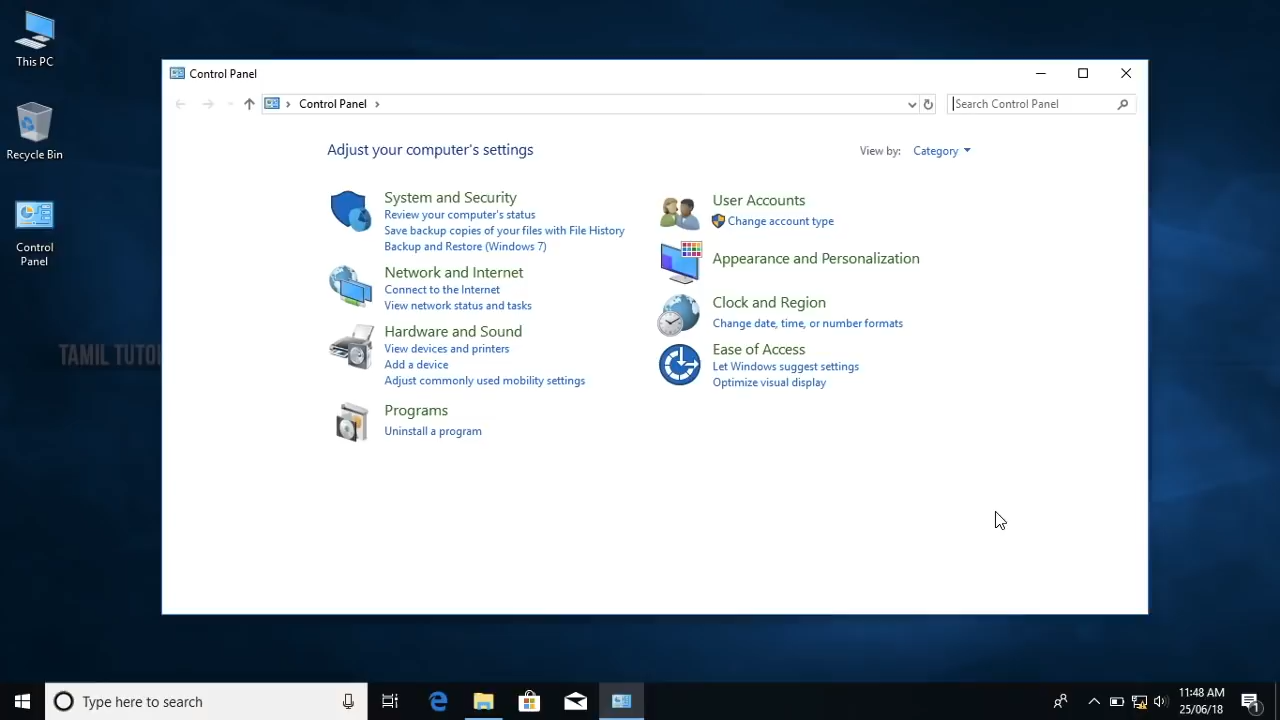 This PC
Recycle Bin
Control
Panel
TAMIL
Control Panel
Control Panel
Search Control Panel
Adjust your computer's settings
View by: Category
System and Security
Review your computer's status
Save backup copies of your files with File History
Backup and Restore (Windows 7)
Network and Internet
Connect to the Internet
View network status and tasks
Hardware and Sound
View devices and printers
Add a device
Adjust commonly used mobility settings
Programs
Uninstall a program
User Accounts
Change account type
Appearance and Personalization
Clock and Region
Change date, time, or number formats
Ease of Access
Let Windows suggest settings
Optimize visual display
Type here to search
11:48 AM
25/06/18
1